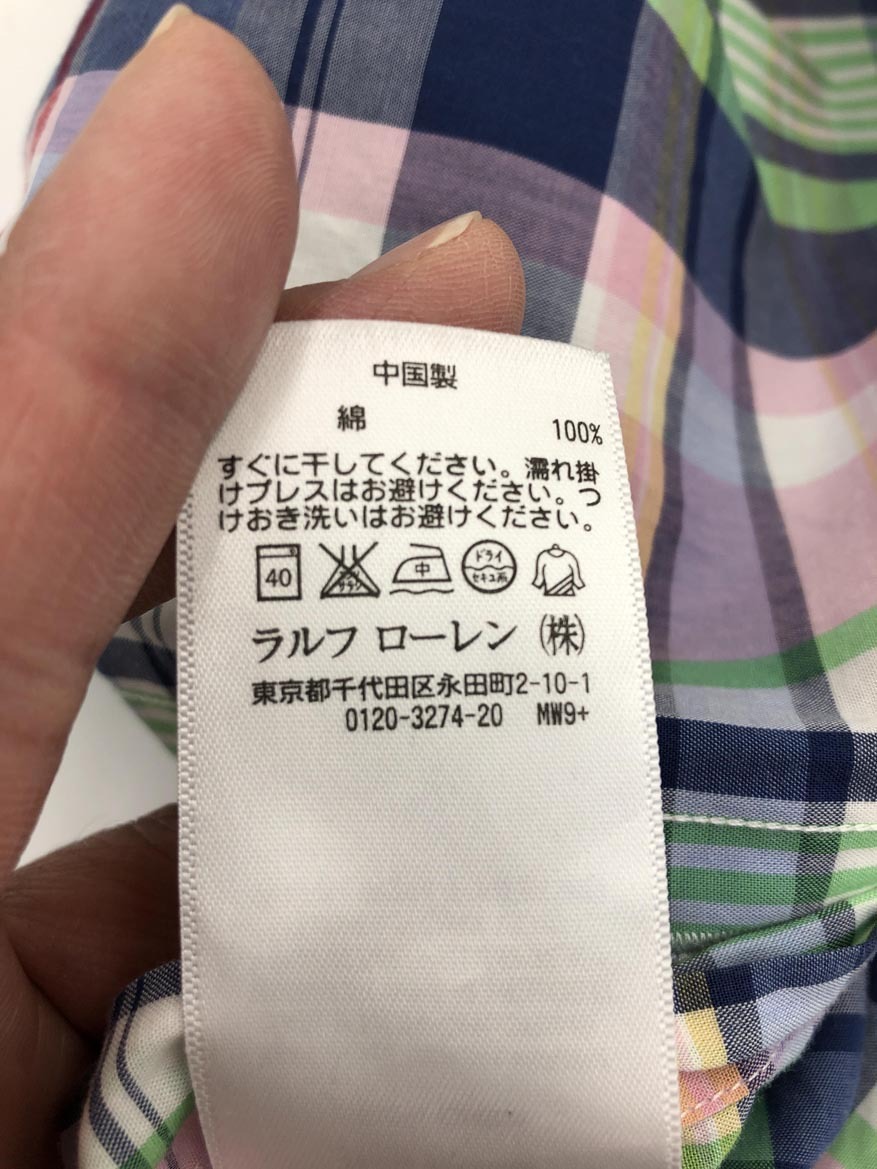 中国製
綿 100%
すぐに干してください。濡れ掛
けプレスはお避けください。つ
けおき洗いはお避けください。
40 中 ドライ セキユ系
ラルフ ローレン ㈱
東京都千代田区永田町2-10-1
0120-3274-20 MW9+